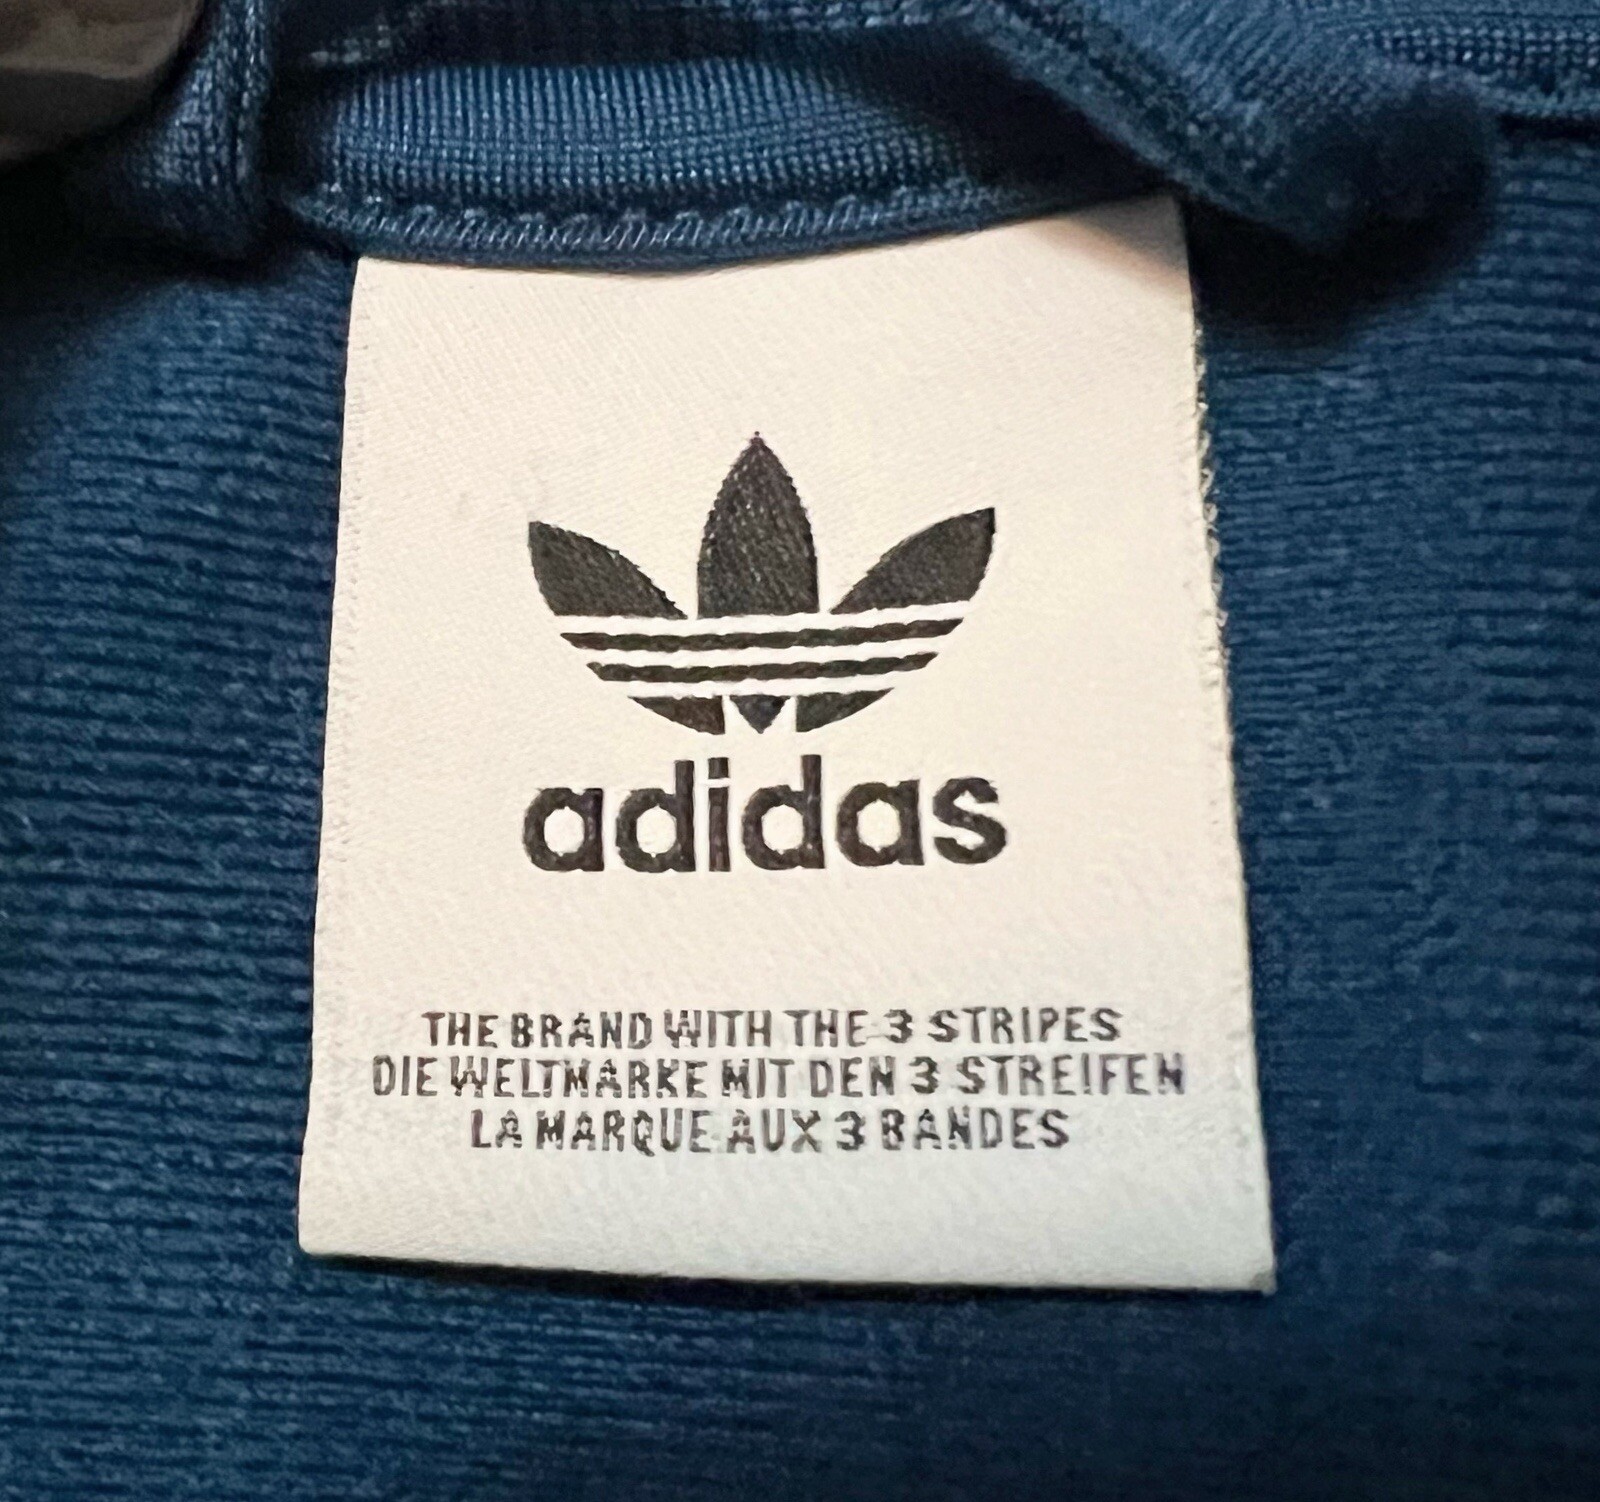 adidas
THE BRAND WITH THE 3 STRIPES
DIE WELTMARKE MIT DEN 3 STREIFEN
LA MARQUE AUX 3 BANDES